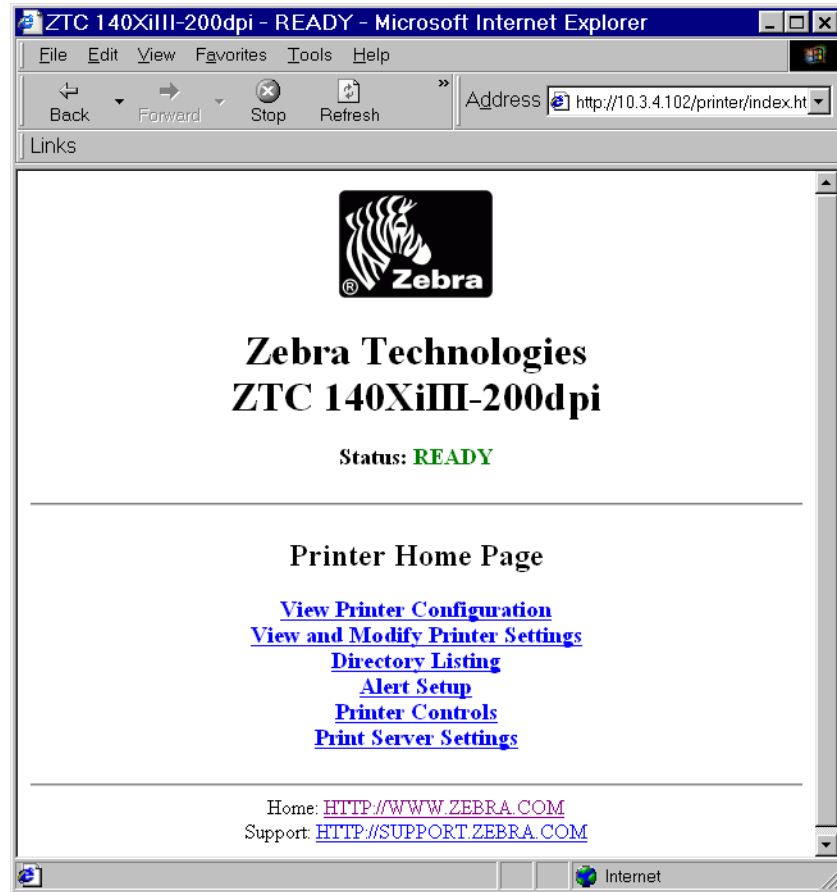 ZTC 140XiIII-200dpi - READY - Microsoft Internet Explorer
File Edit View Favorites Tools Help
Back Forward Stop Refresh » Address http://10.3.4.102/printer/index.ht
Links
® Zebra
Zebra Technologies
ZTC 140XiIII-200dpi
Status: READY
Printer Home Page
View Printer Configuration
View and Modify Printer Settings
Directory Listing
Alert Setup
Printer Controls
Print Server Settings
Home: HTTP://WWW.ZEBRA.COM
Support: HTTP://SUPPORT.ZEBRA.COM
Internet